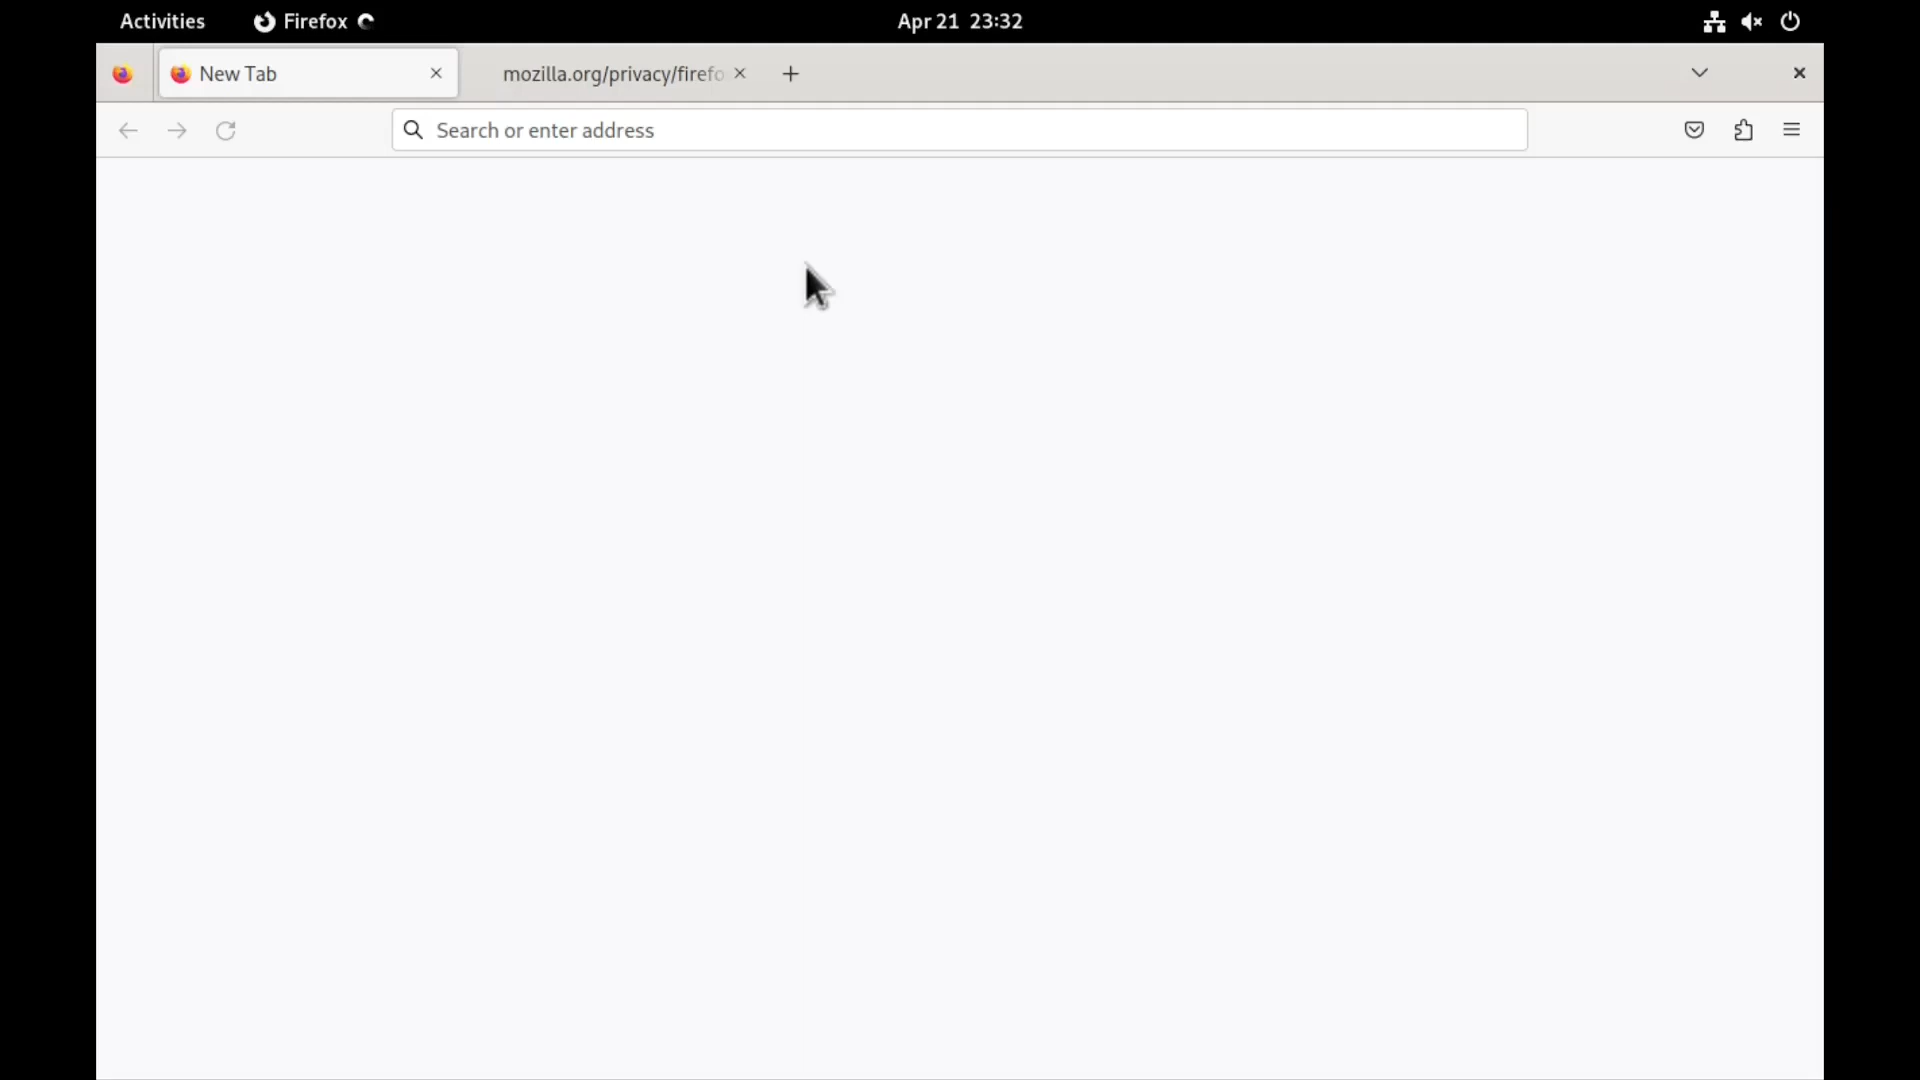 Activities
Firefox
Apr 21 23:32
New Tab
mozilla.org/privacy/firefo
Search or enter address